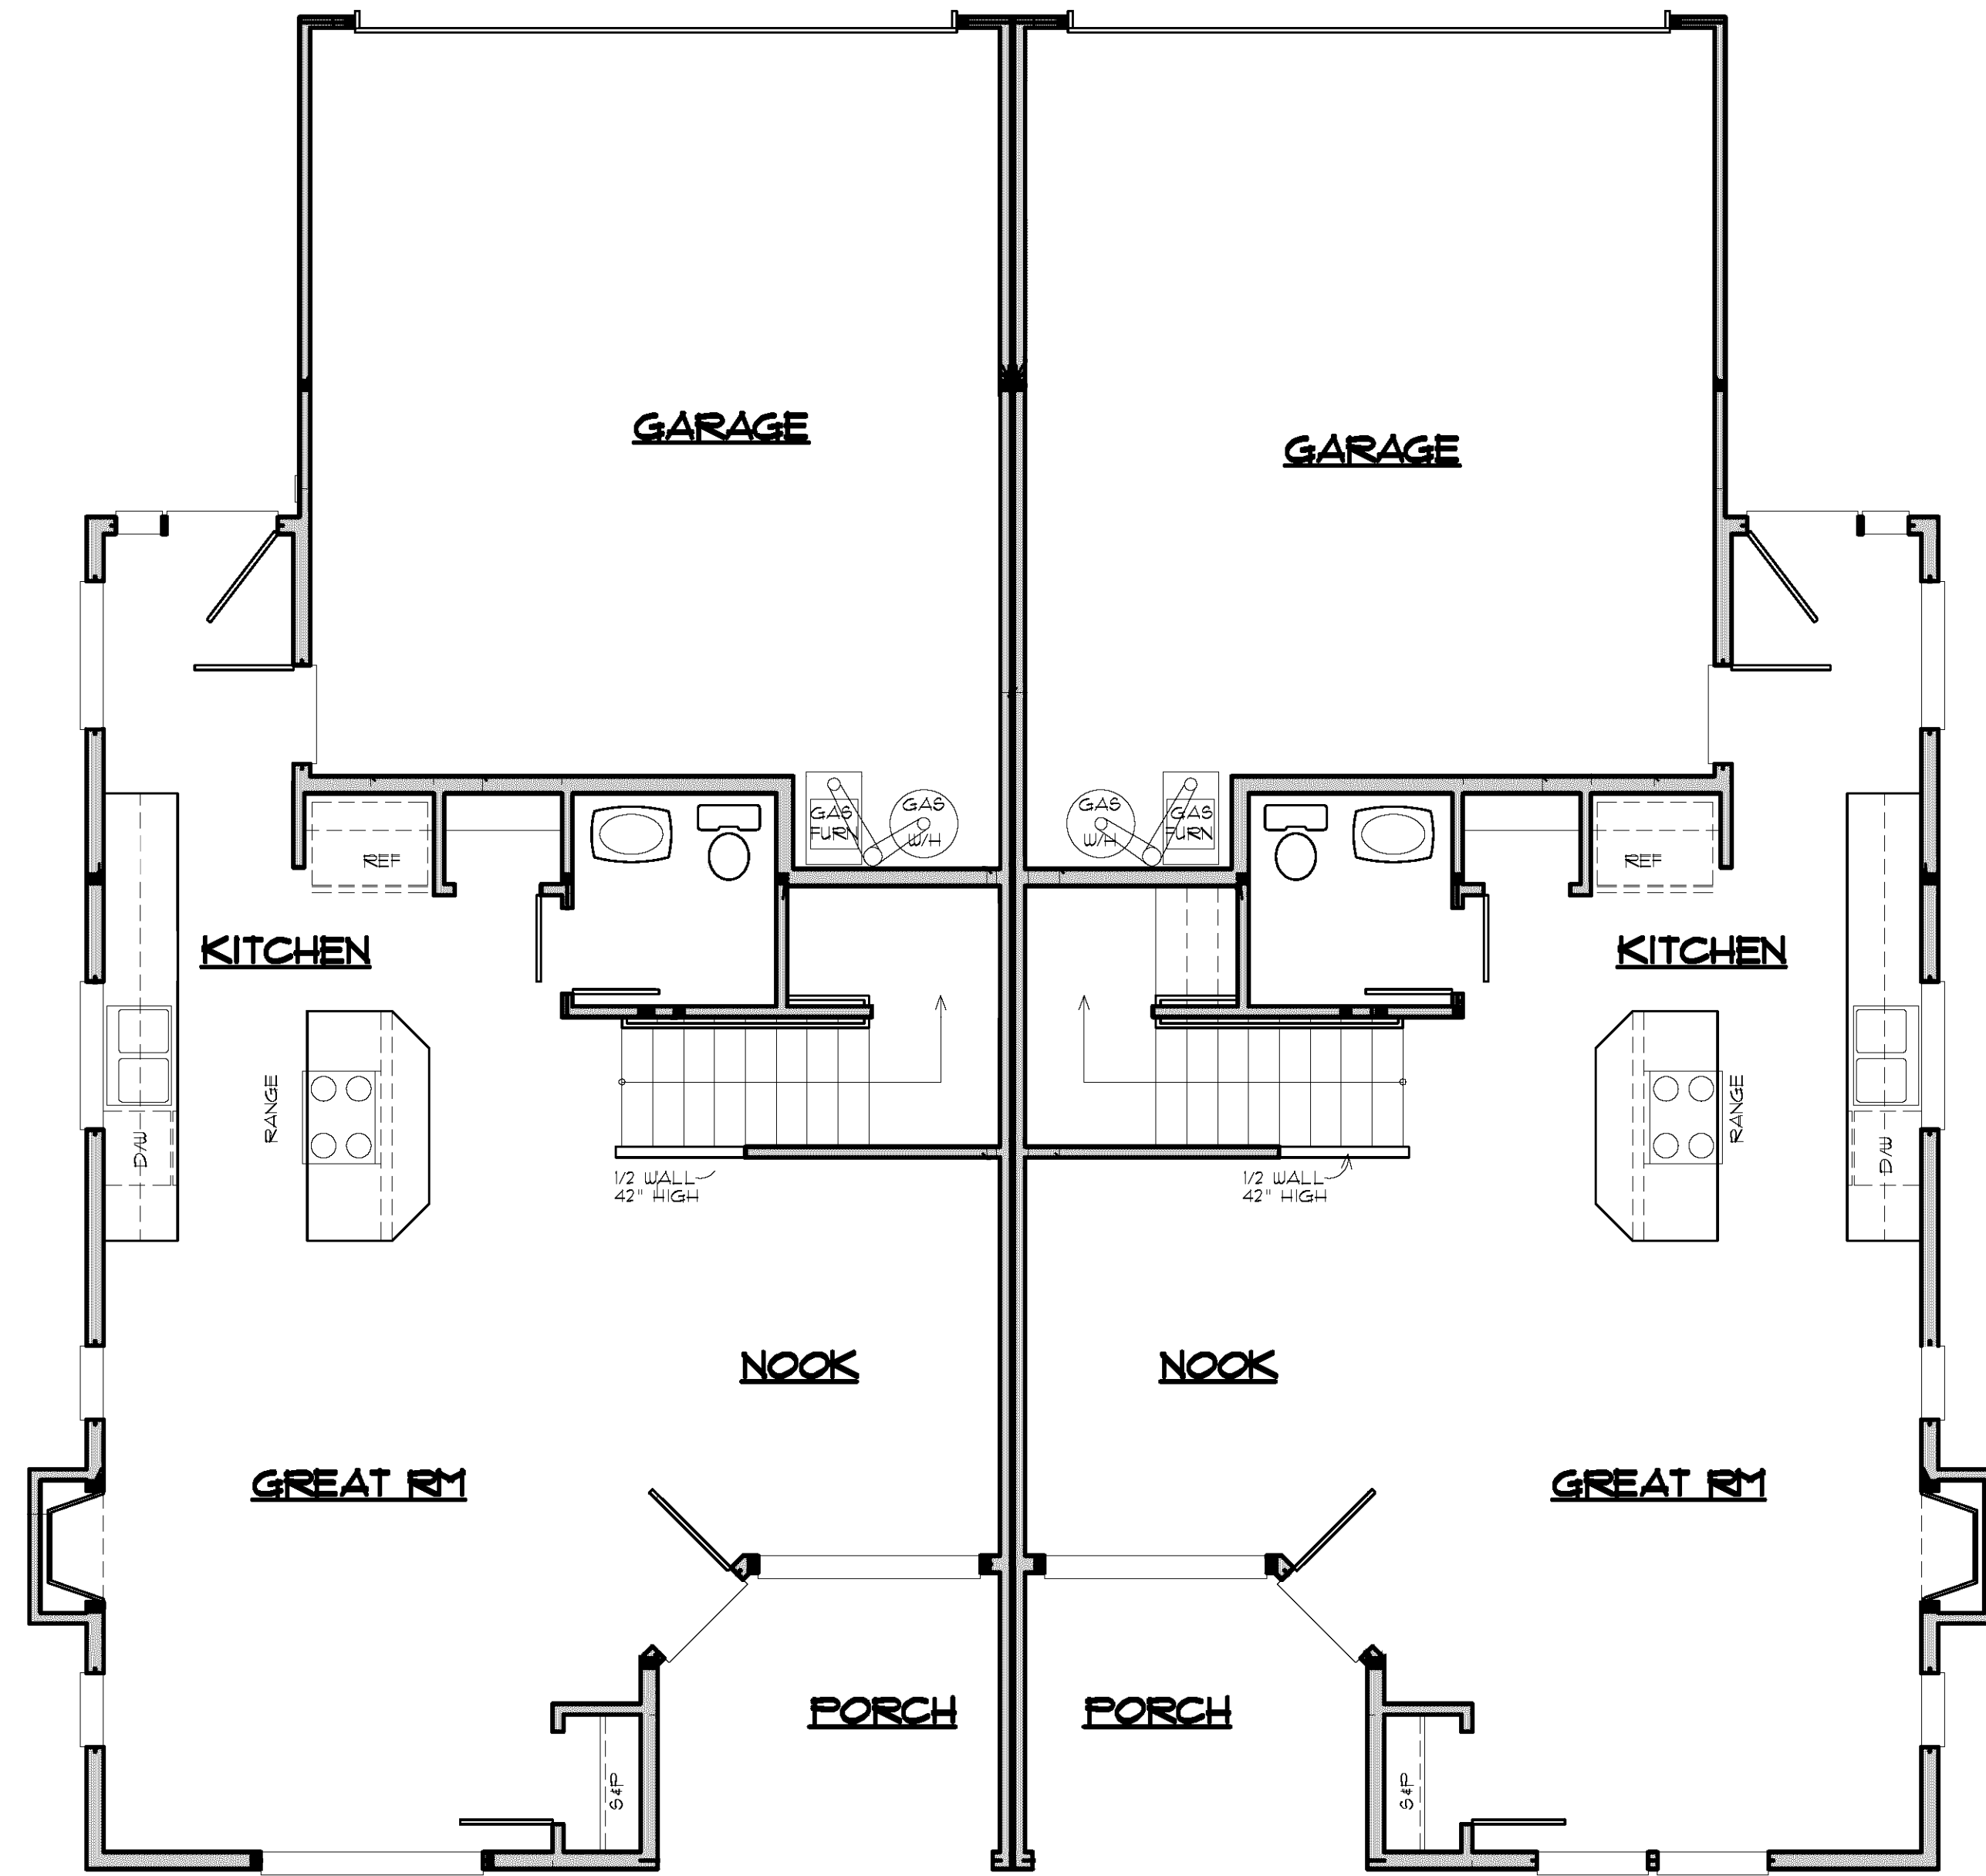 GARAGE
GARAGE
GAS
FURN
GAS
W/H
GAS
W/H
GAS
FURN
REF
REF
KITCHEN
KITCHEN
RANGE
D/W
RANGE
D/W
1/2 WALL
42" HIGH
1/2 WALL
42" HIGH
NOOK
NOOK
GREAT RM
GREAT RM
PORCH
PORCH
S&P
S&P